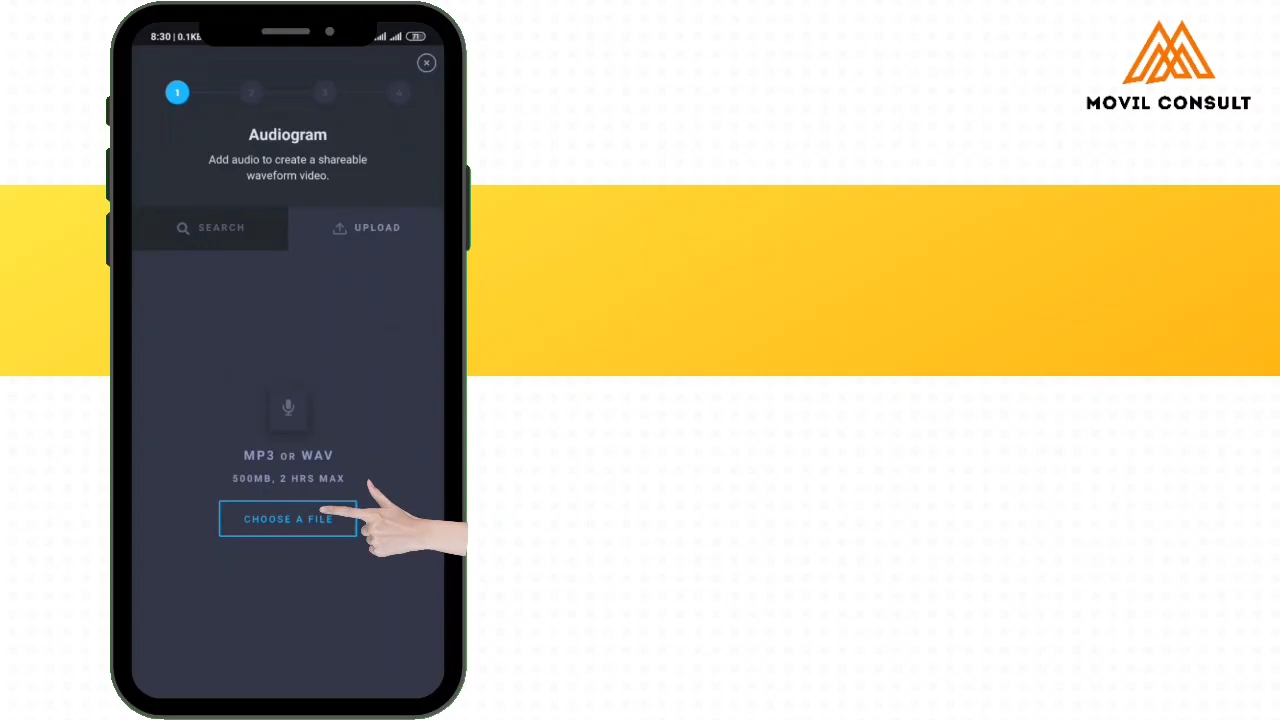 8:30 | 0.1KB
71
MOVIL CONSULT
1 2 3 4
Audiogram
Add audio to create a shareable
waveform video.
SEARCH
UPLOAD
MP3 OR WAV
500MB, 2 HRS MAX
CHOOSE A FILE